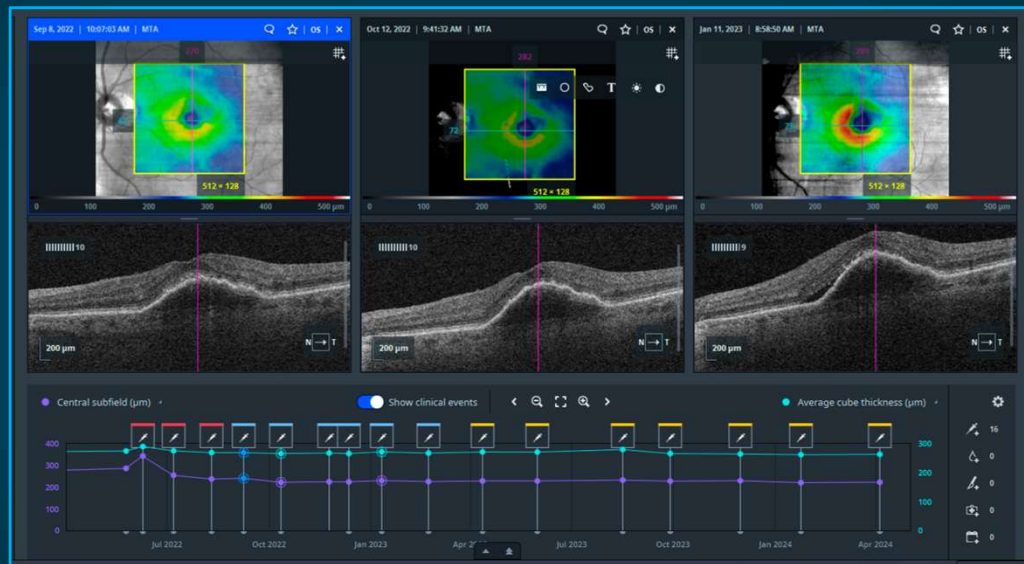 Sep 8, 2022 | 10:07:03 AM | MTA
OS
Oct 12, 2022 | 9:41:32 AM | MTA
OS
Jan 11, 2023 | 8:58:50 AM | MTA
OS
270
282
72
T
512 × 128
512 × 128
512 × 128
0 100 200 300 400 500 µm
0 100 200 300 400 500 µm
0 100 200 300 400 500 µm
10
10
9
200 µm
N → T
200 µm
N → T
200 µm
N → T
Central subfield (µm)
Show clinical events
Average cube thickness (µm)
400
300
200
100
0
300
200
100
0
16
0
0
0
0
Jul 2022
Oct 2022
Jan 2023
Jul 2023
Oct 2023
Jan 2024
Apr 2024